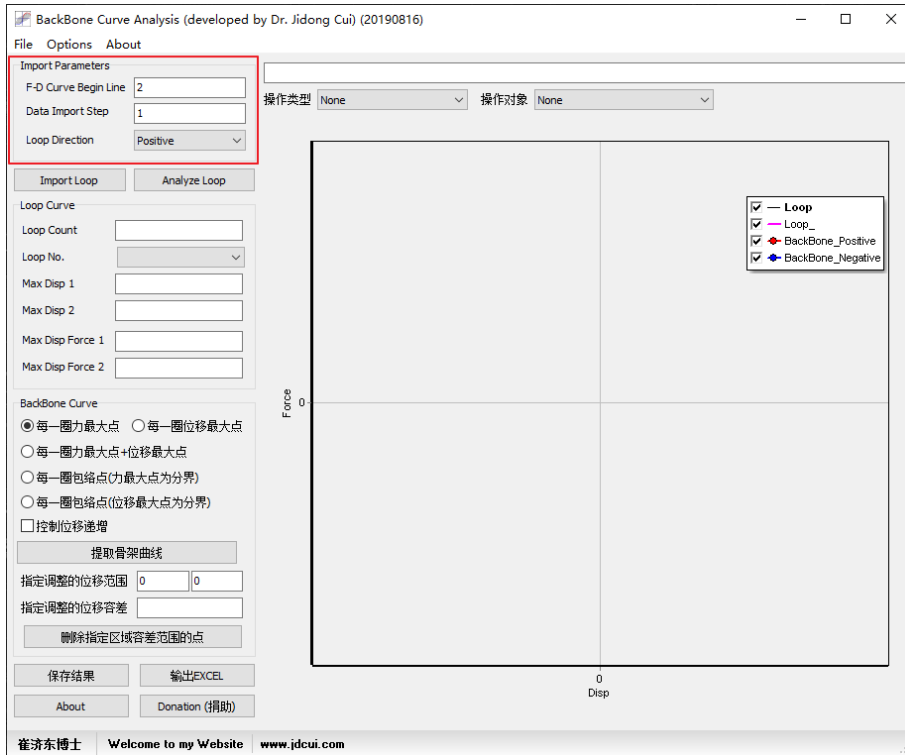 BackBone Curve Analysis (developed by Dr. Jidong Cui) (20190816)
File Options About
Import Parameters
F-D Curve Begin Line 2
Data Import Step 1
Loop Direction Positive
Import Loop Analyze Loop
Loop Curve
Loop Count
Loop No.
Max Disp 1
Max Disp 2
Max Disp Force 1
Max Disp Force 2
BackBone Curve
每一圈力最大点 每一圈位移最大点
每一圈力最大点+位移最大点
每一圈包络点(力最大点为分界)
每一圈包络点(位移最大点为分界)
控制位移递增
提取骨架曲线
指定调整的位移范围 0 0
指定调整的位移容差
删除指定区域容差范围的点
保存结果 输出EXCEL
About Donation (捐助)
操作类型 None 操作对象 None
Loop
Loop_
BackBone_Positive
BackBone_Negative
Force
0
0
Disp
崔济东博士 Welcome to my Website www.jdcui.com